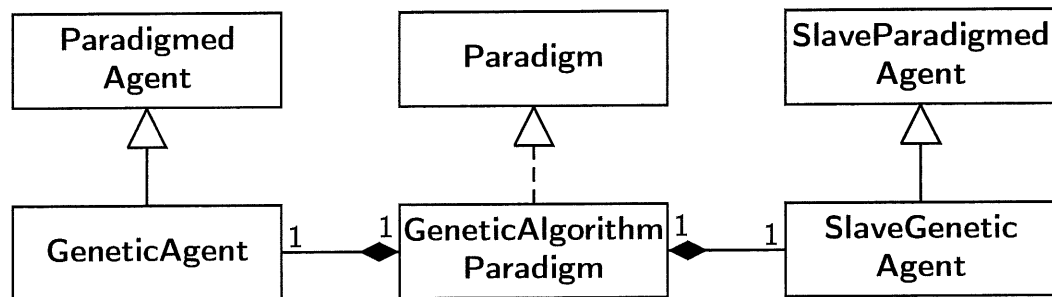 Paradigmed
Agent
Paradigm
SlaveParadigmed
Agent
GeneticAgent
1
1
GeneticAlgorithm
Paradigm
1
1
SlaveGenetic
Agent